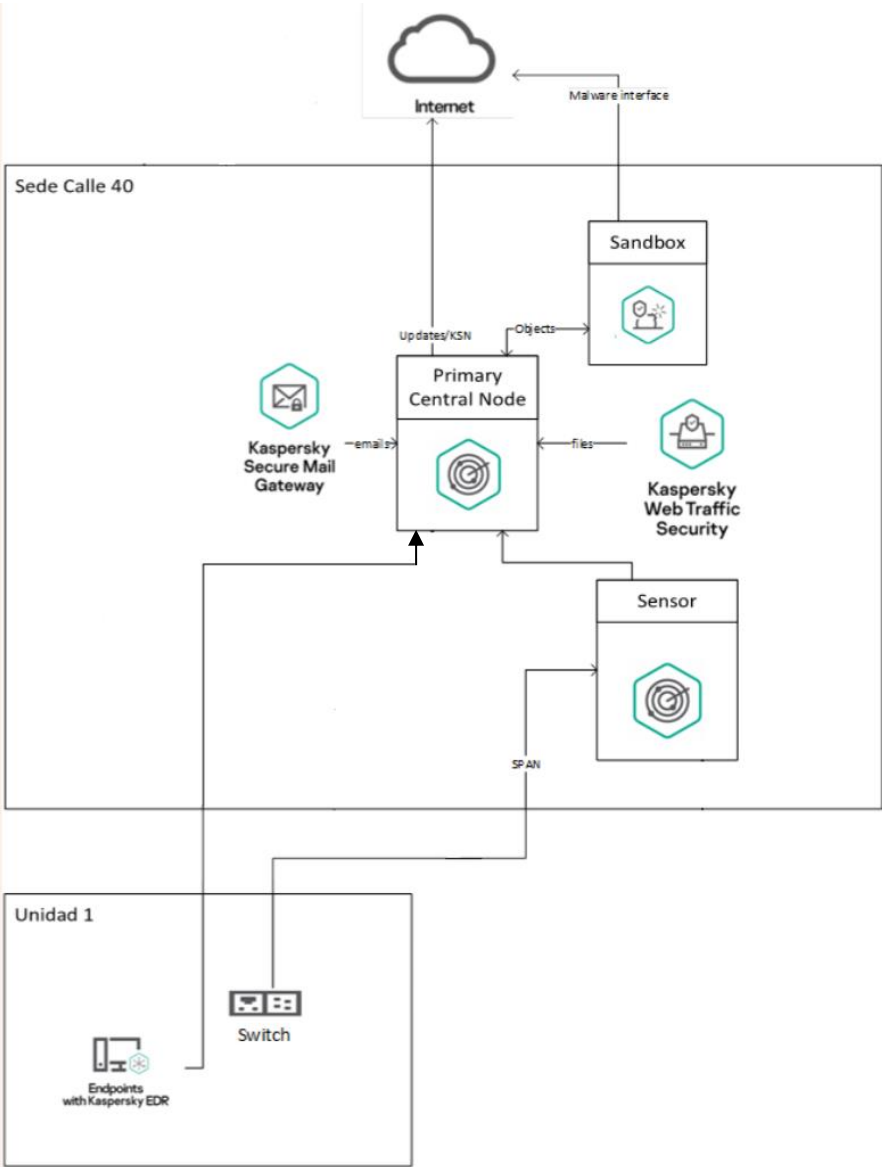 Internet
Malware interface
Sede Calle 40
Sandbox
Updates/KSN
Objects
Primary
Central Node
Kaspersky
Secure Mail
Gateway
emails
files
Kaspersky
Web Traffic
Security
Sensor
SPAN
Unidad 1
Switch
Endpoints
with Kaspersky EDR